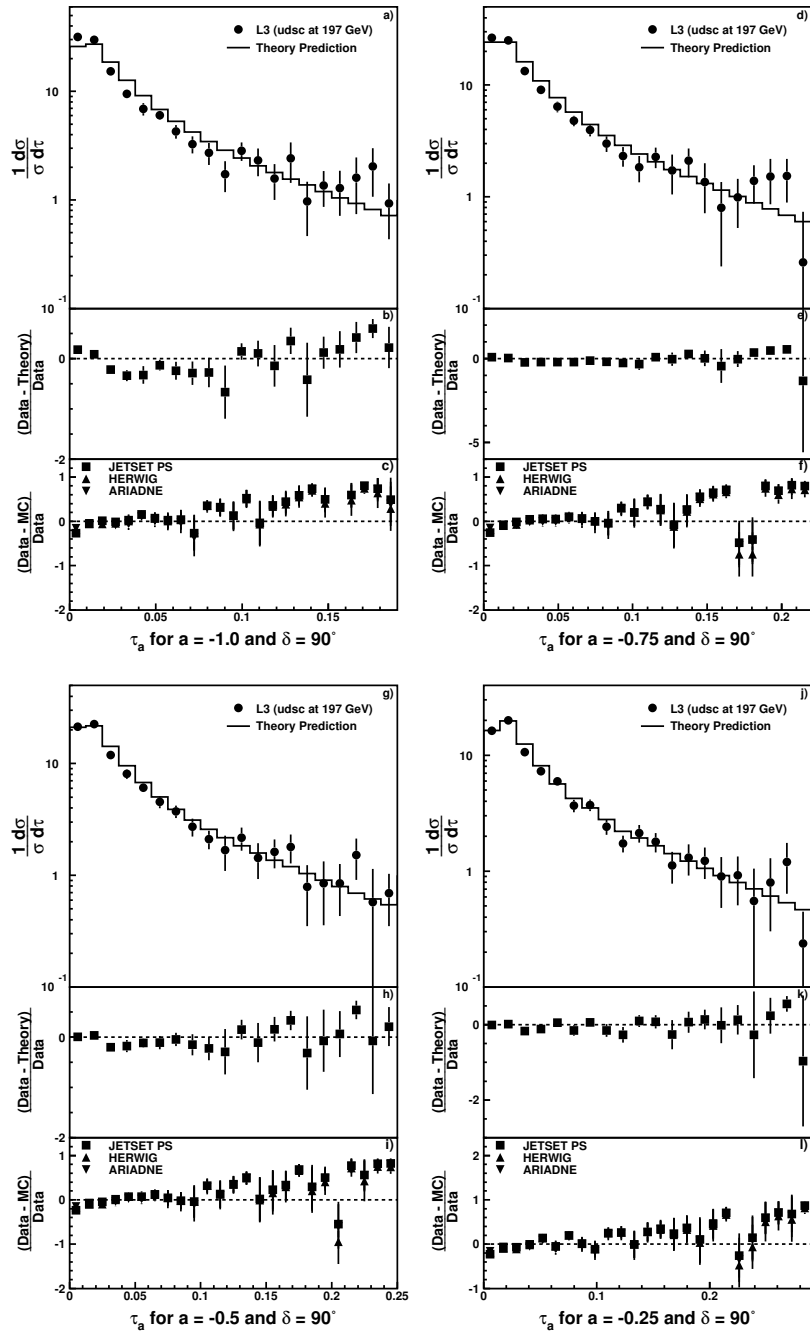 a)
● L3 (udsc at 197 GeV)
— Theory Prediction
10
1
10 -1
1 dσ
σ dτ
b)
0
-2
(Data - Theory)
Data
c)
■ JETSET PS
▲ HERWIG
▼ ARIADNE
1
0
-1
-2
(Data - MC)
Data
0.05 0.1 0.15
τa for a = -1.0 and δ = 90°
d)
● L3 (udsc at 197 GeV)
— Theory Prediction
10
1
10 -1
1 dσ
σ dτ
e)
0
-5
(Data - Theory)
Data
f)
■ JETSET PS
▲ HERWIG
▼ ARIADNE
1
0
-1
-2
(Data - MC)
Data
0 0.05 0.1 0.15 0.2
τa for a = -0.75 and δ = 90°
g)
● L3 (udsc at 197 GeV)
— Theory Prediction
10
1
10 -1
1 dσ
σ dτ
h)
0
-2
(Data - Theory)
Data
i)
■ JETSET PS
▲ HERWIG
▼ ARIADNE
1
0
-1
-2
(Data - MC)
Data
0 0.05 0.1 0.15 0.2 0.25
τa for a = -0.5 and δ = 90°
j)
● L3 (udsc at 197 GeV)
— Theory Prediction
10
1
10 -1
1 dσ
σ dτ
k)
0
-2
(Data - Theory)
Data
l)
■ JETSET PS
▲ HERWIG
▼ ARIADNE
2
1
0
-1
(Data - MC)
Data
0 0.1 0.2
τa for a = -0.25 and δ = 90°